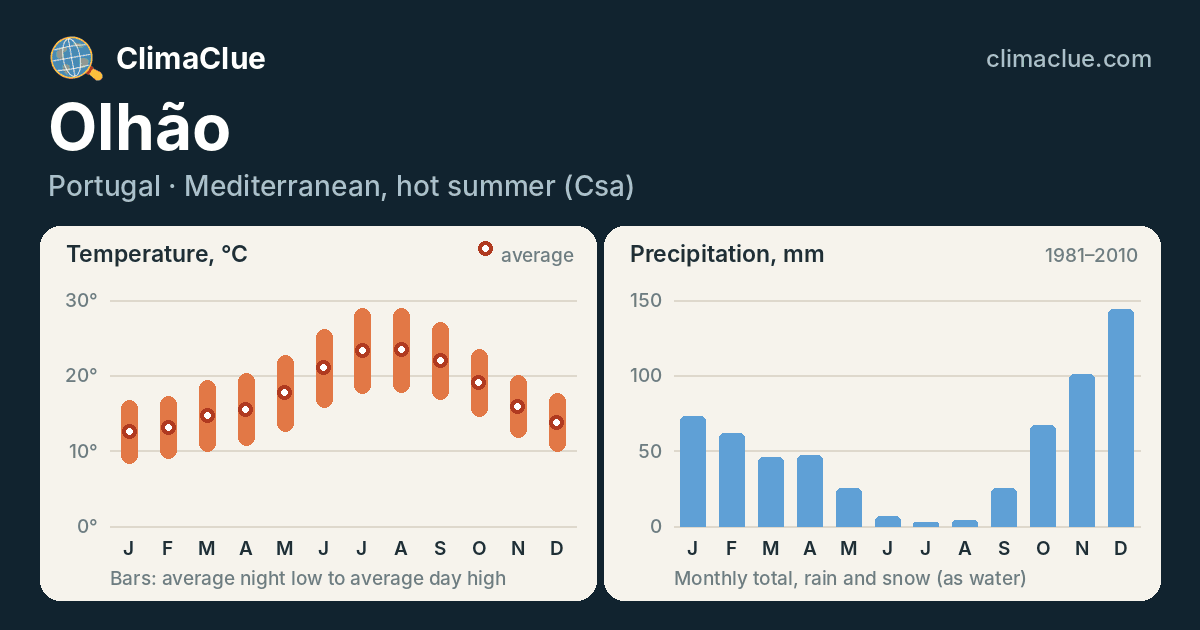 ClimaClue
climaclue.com
Olhão
Portugal · Mediterranean, hot summer (Csa)
Temperature, °C
average
30°
20°
10°
0°
J F M A M J J A S O N D
Bars: average night low to average day high
Precipitation, mm
1981–2010
150
100
50
0
J F M A M J J A S O N D
Monthly total, rain and snow (as water)